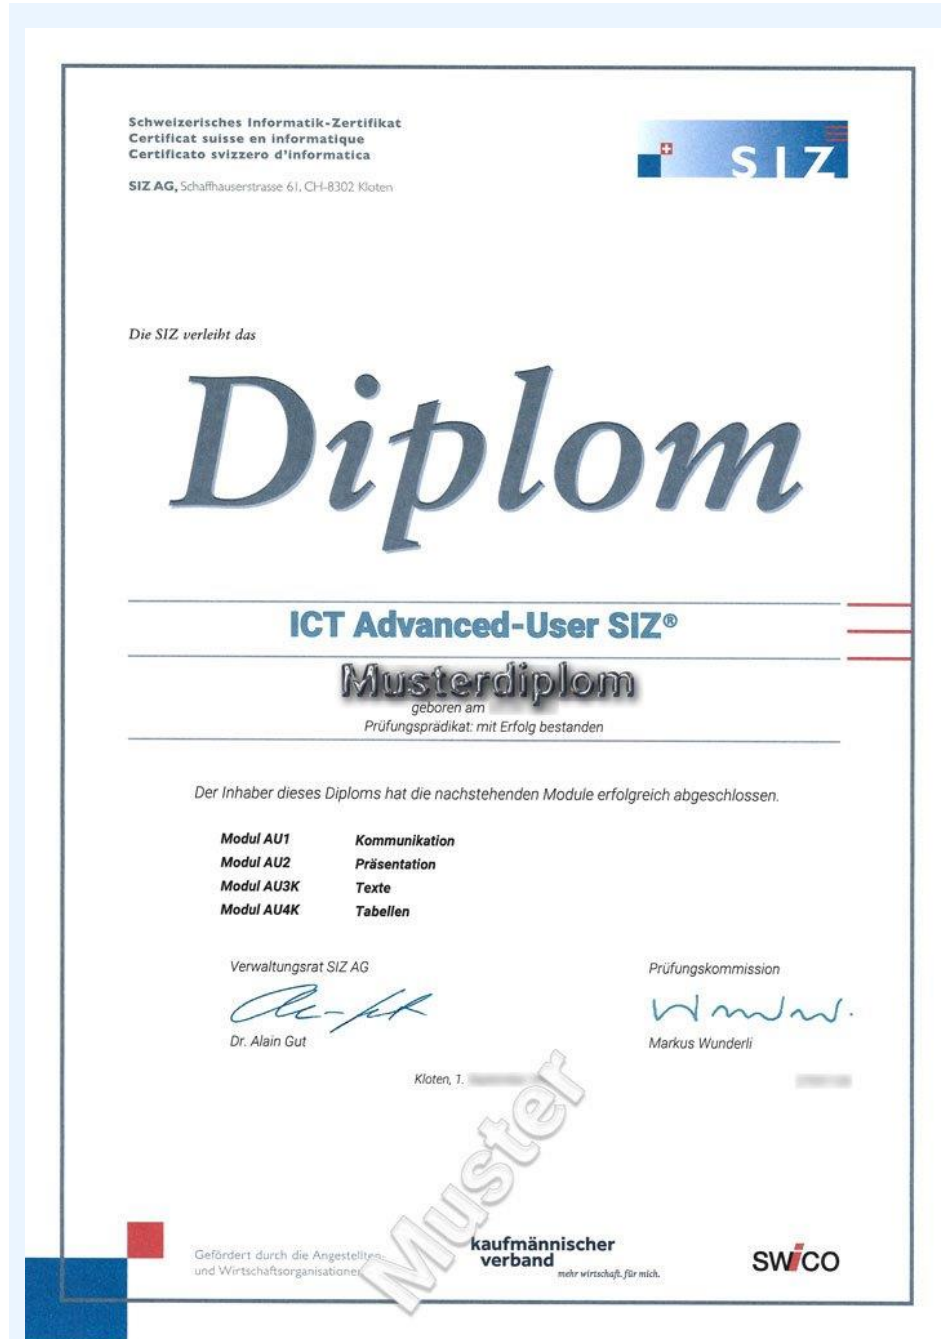 Schweizerisches Informatik-Zertifikat
Certificat suisse en informatique
Certificato svizzero d'informatica
SIZ AG, Schaffhauserstrasse 61, CH-8302 Kloten
SIZ
Die SIZ verleiht das
Diplom
ICT Advanced-User SIZ®
Musterdiplom
geboren am
Prüfungsprädikat: mit Erfolg bestanden
Der Inhaber dieses Diploms hat die nachstehenden Module erfolgreich abgeschlossen.
Modul AU1 Kommunikation
Modul AU2 Präsentation
Modul AU3K Texte
Modul AU4K Tabellen
Verwaltungsrat SIZ AG
Prüfungskommission
Dr. Alain Gut
Markus Wunderli
Kloten, 1.
Muster
Gefördert durch die Angestellten-
und Wirtschaftsorganisationen
kaufmännischer
verband
mehr wirtschaft. für mich.
SWICO